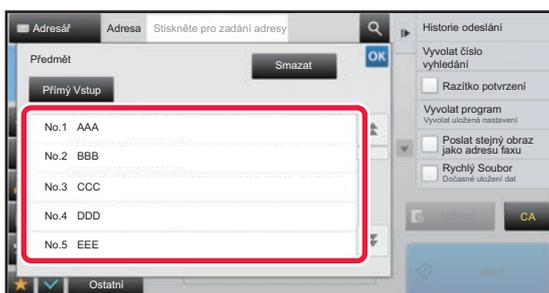 Adresář
Adresa
Stiskněte pro zadání adresy
Předmět
Smazat
OK
Přímý Vstup
No.1 AAA
No.2 BBB
No.3 CCC
No.4 DDD
No.5 EEE
Ostatní
Historie odeslání
Vyvolat číslo
vyhledání
Razítko potvrzení
Vyvolat program
Vyvolat uložená nastavení
Poslat stejný obraz
jako adresu faxu
Rychlý Soubor
Dočasné uložení dat
CA
Start